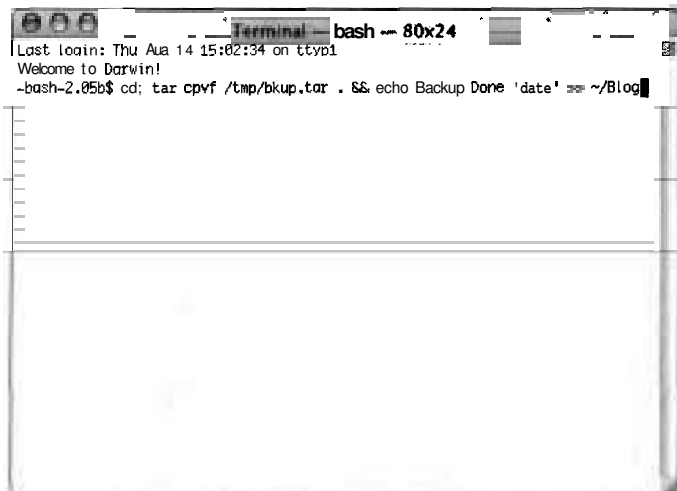 Terminal — bash — 80x24
Last login: Thu Aug 14 15:02:34 on ttyp1
Welcome to Darwin!
-bash-2.05b$ cd; tar cpvf /tmp/bkup.tar . && echo Backup Done 'date' == ~/Blog